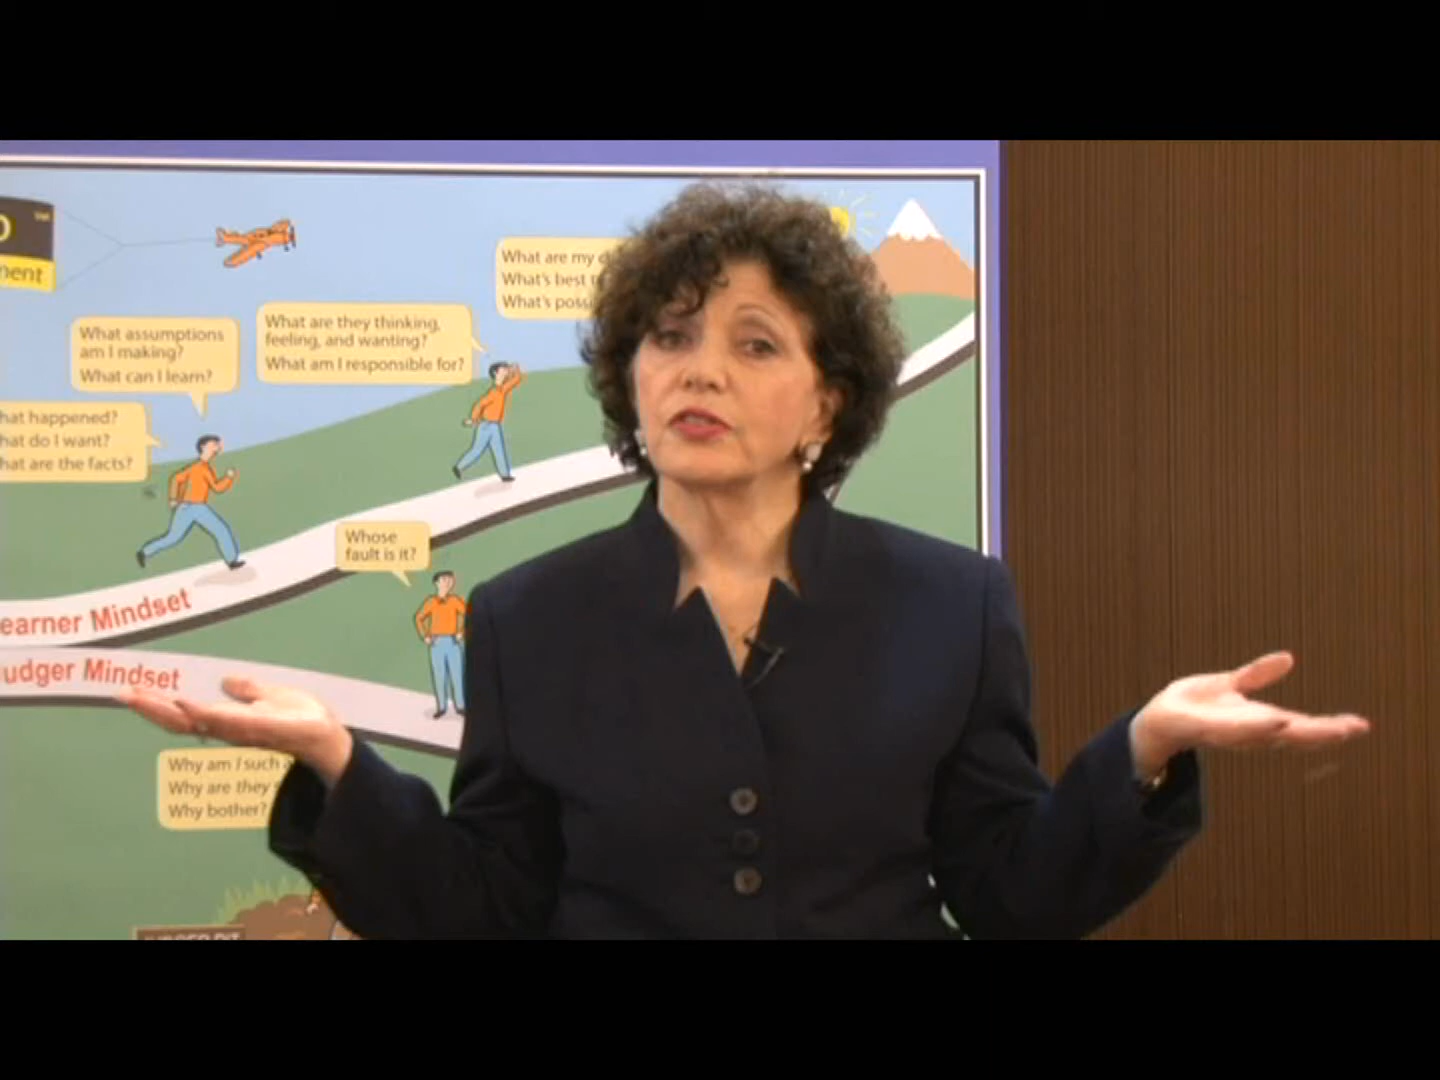 What are my
What's best
What's
What are they thinking,
feeling, and wanting?
What am I responsible for?
What assumptions
am I making?
What can I learn?
hat happened?
hat do I want?
hat are the facts?
Whose
fault is it?
earner Mindset
udger Mindset
Why am I such a
Why are they
Why bother?